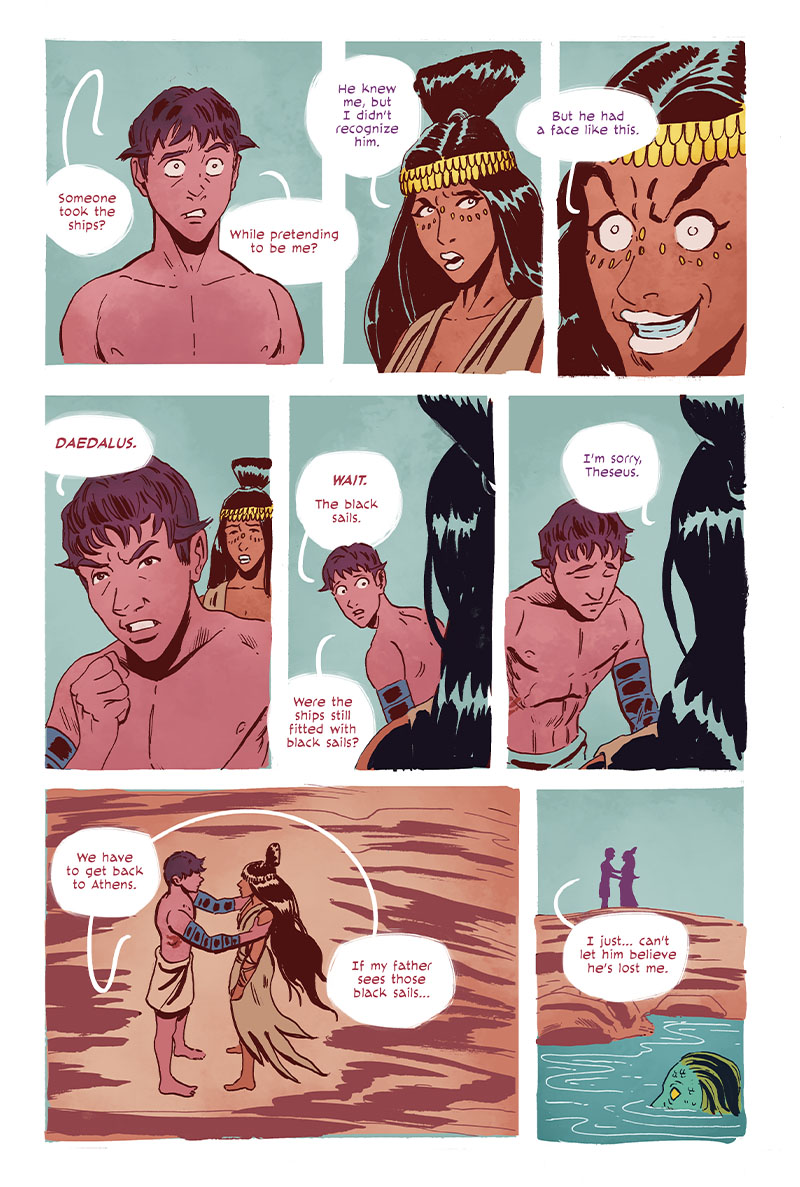 Someone
took the
ships?
While pretending
to be me?
He knew
me, but
I didn't
recognize
him.
But he had
a face like this.
DAEDALUS.
WAIT.
The black
sails.
Were the
ships still
fitted with
black sails?
I'm sorry,
Theseus.
We have
to get back
to Athens.
If my father
sees those
black sails...
I just... can't
let him believe
he's lost me.